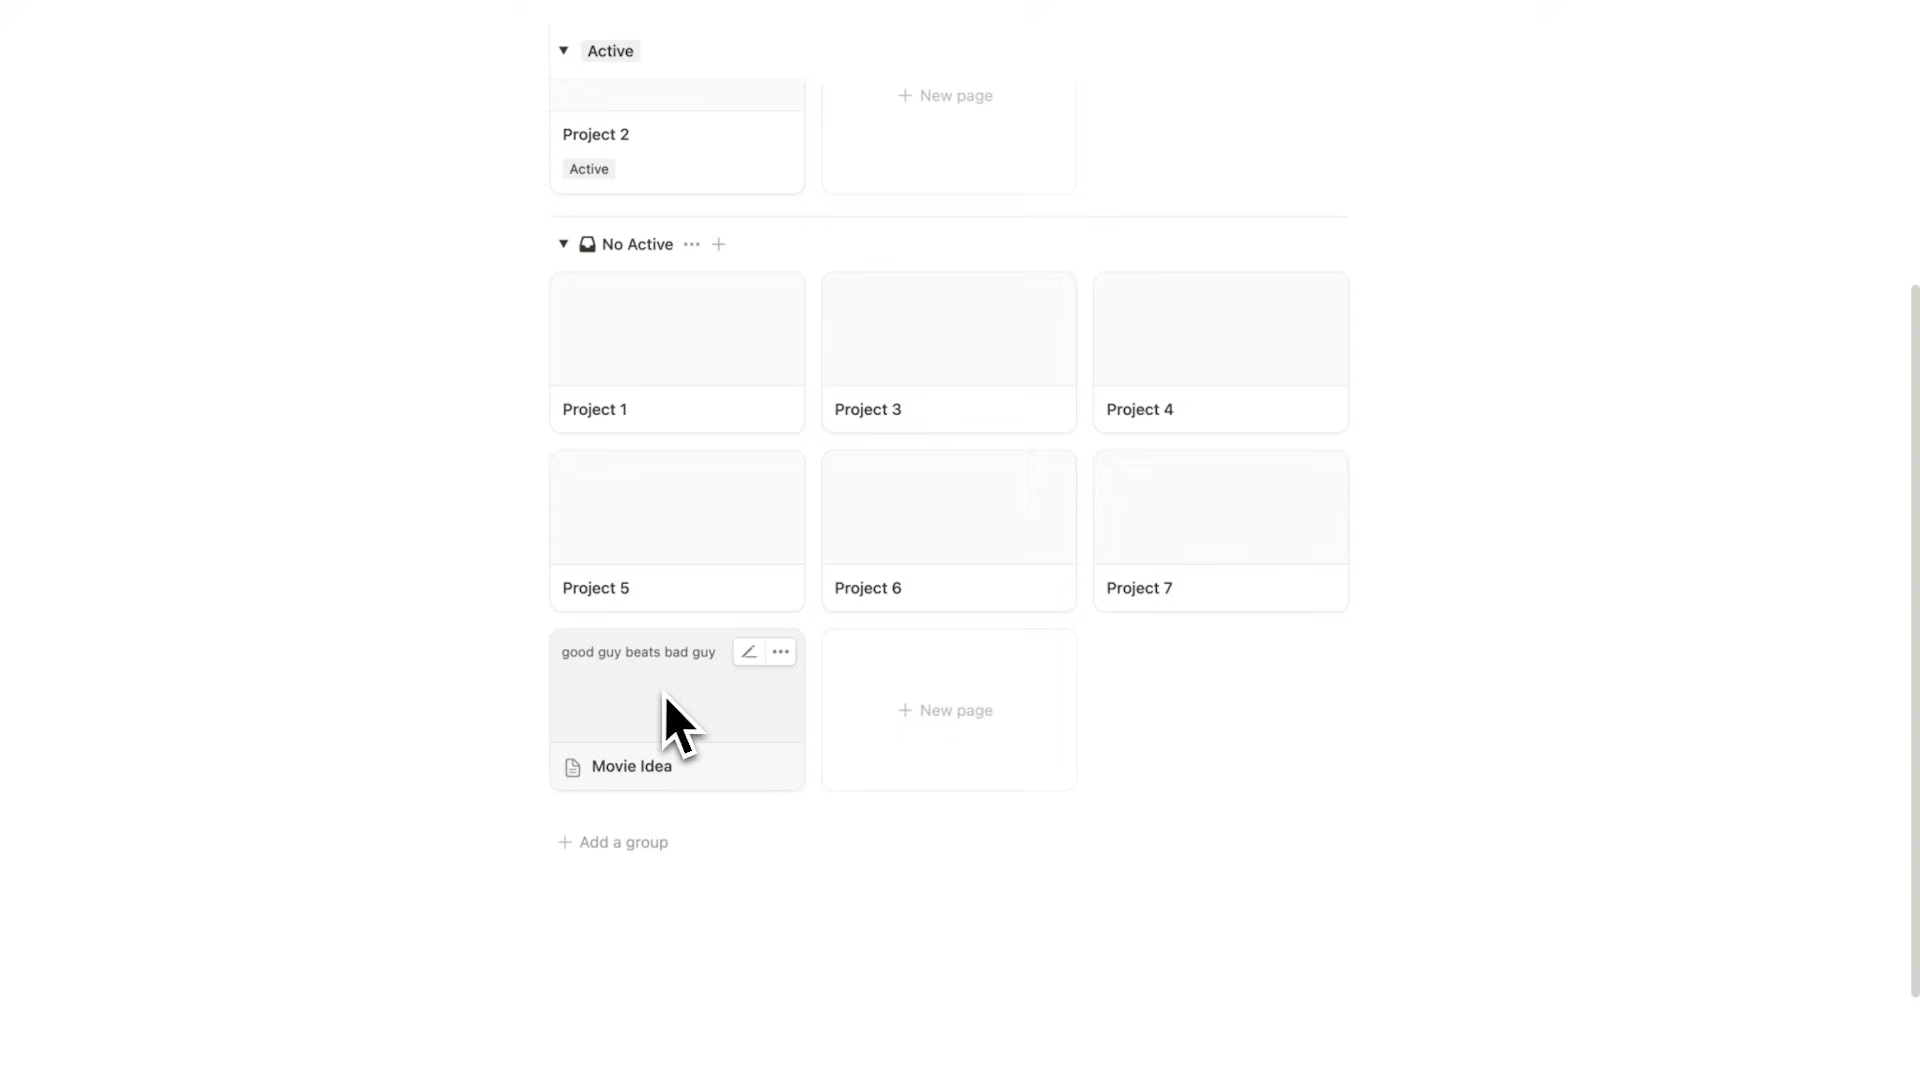 Active
+ New page
Project 2
Active
No Active
Project 1
Project 3
Project 4
Project 5
Project 6
Project 7
good guy beats bad guy
Movie Idea
+ New page
+ Add a group